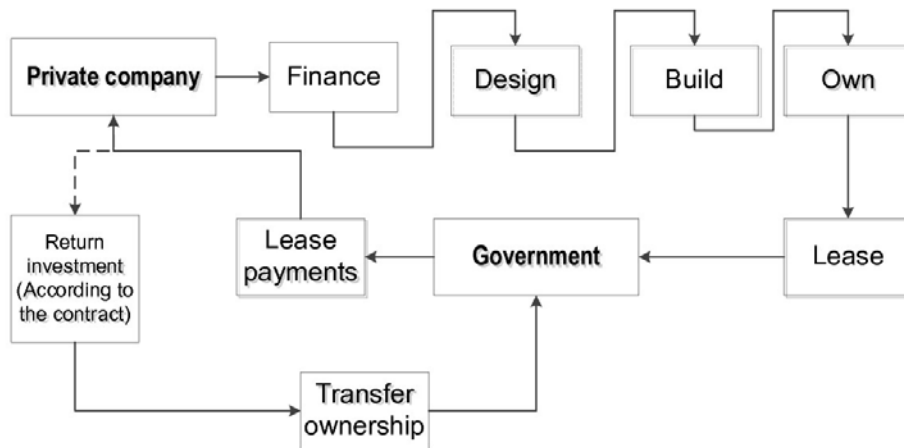 Private company
Finance
Design
Build
Own
Return
investment
(According to
the contract)
Lease
payments
Government
Lease
Transfer
ownership